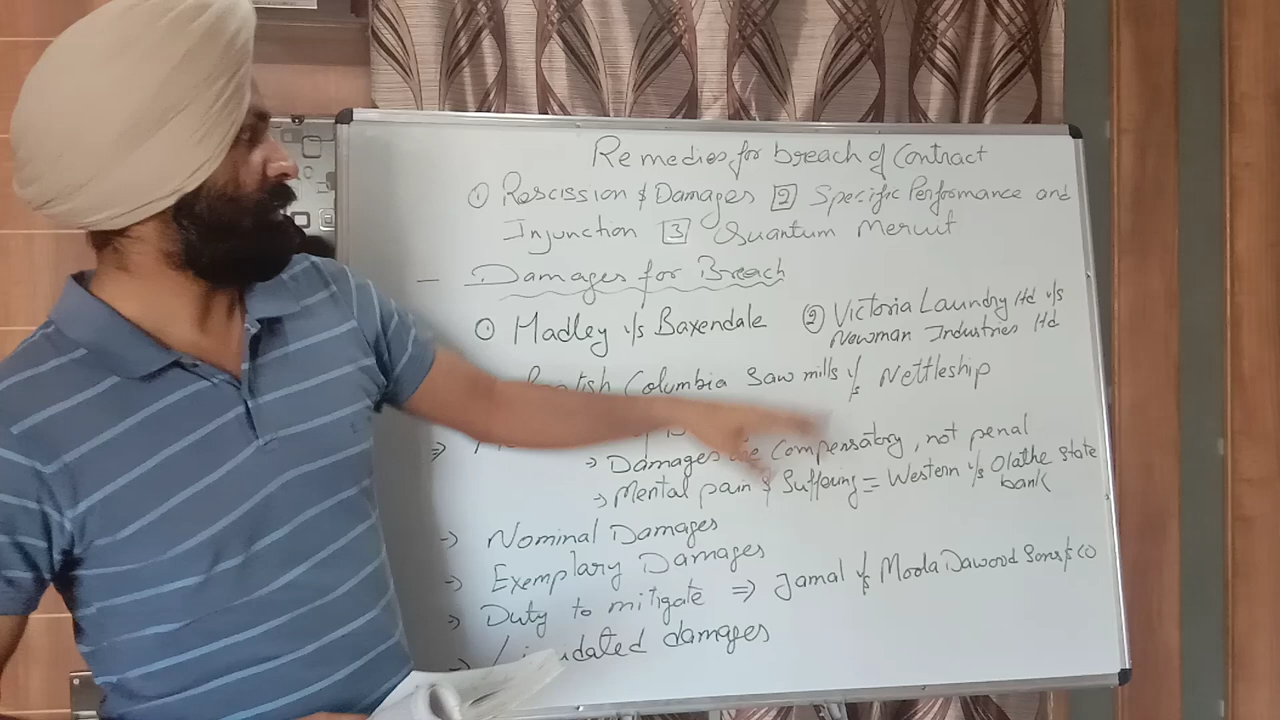 Remedies for breach of Contract
① Rescission & Damages [2] Specific Performance and
Injunction [3] Quantum Meruit
- Damages for Breach
① Hadley v/s Baxendale ② Victoria Laundry ltd v/s
Newman Industries ltd
Columbia Saw mills v/s Nettleship
⇒
→ Damages are Compensatory, not penal
→ Mental pain & Suffering = Western v/s Olathe State
bank
→ Nominal Damages
→ Exemplary Damages
→ Duty to mitigate ⇒ Jamal v/s Moola Dawood Sons & co
→ damages